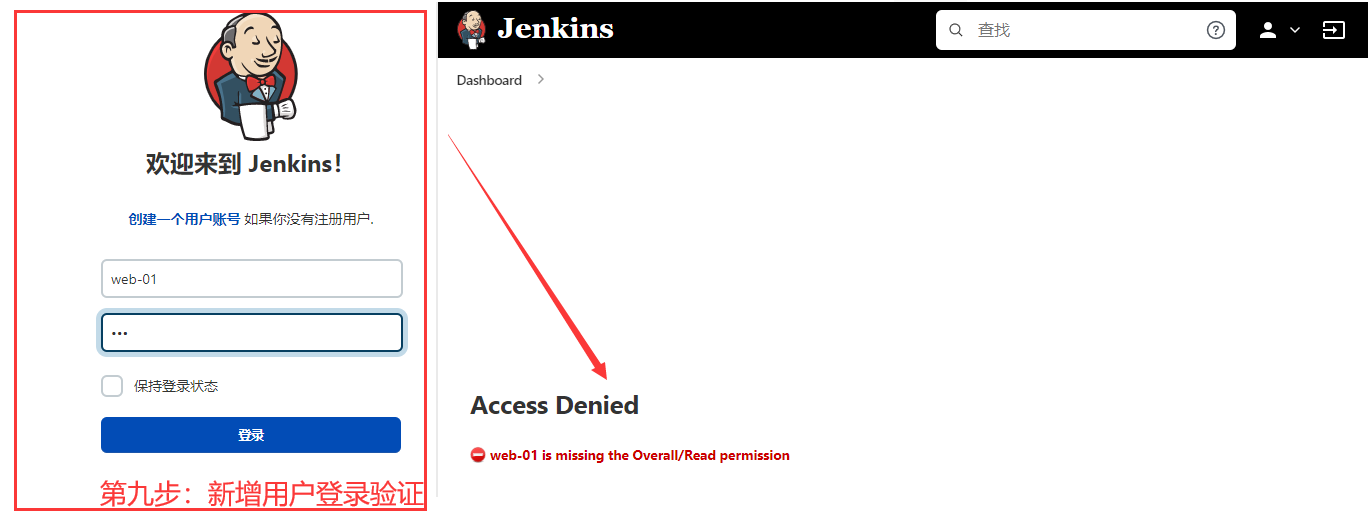 欢迎来到 Jenkins!
创建一个用户账号 如果你没有注册用户.
web-01
•••
保持登录状态
登录
第九步：新增用户登录验证
Jenkins
查找
Dashboard
Access Denied
web-01 is missing the Overall/Read permission